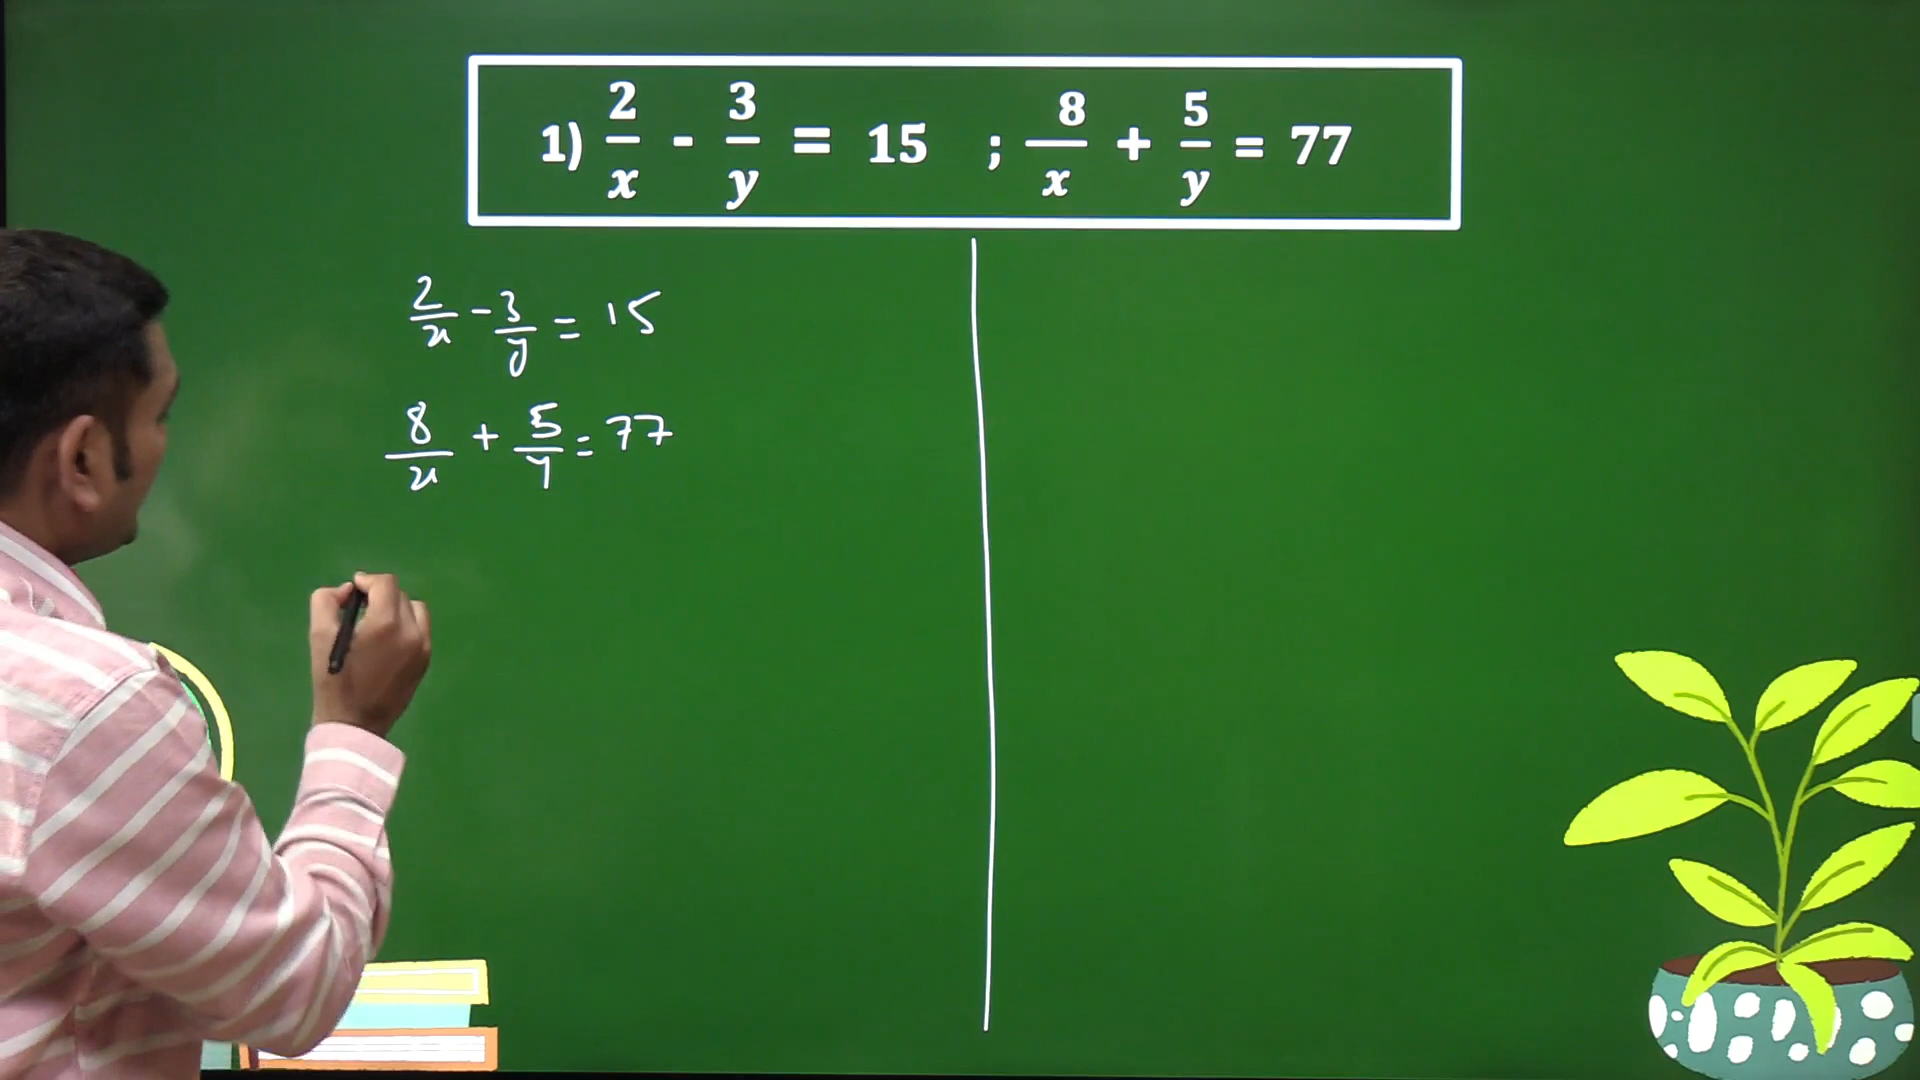 1) 2/x - 3/y = 15 ; 8/x + 5/y = 77
2/x - 3/y = 15
8/x + 5/y = 77